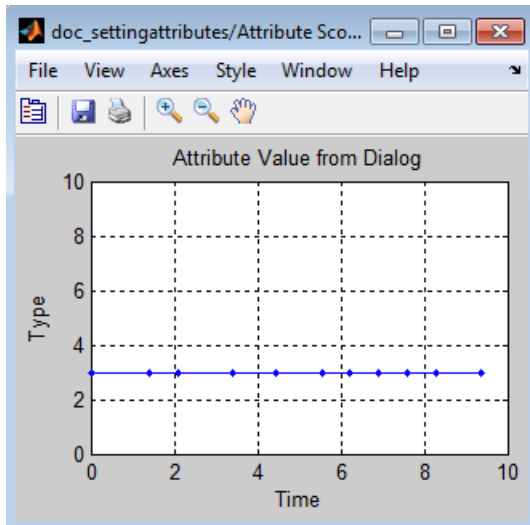 doc_settingattributes/Attribute Sco...
File View Axes Style Window Help
Attribute Value from Dialog
10
8
6
4
2
0
Type
0 2 4 6 8 10
Time